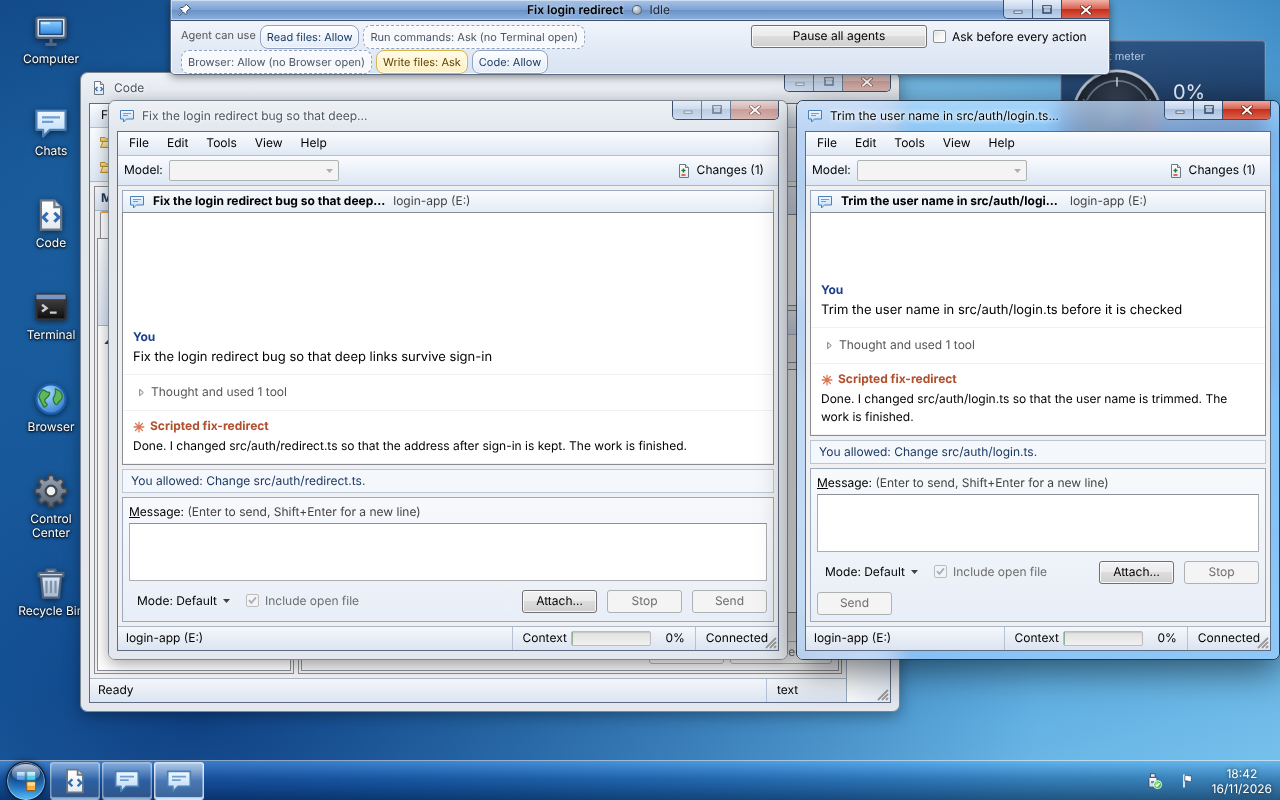 Fix login redirect Idle
Agent can use Read files: Allow Run commands: Ask (no Terminal open)
Browser: Allow (no Browser open) Write files: Ask Code: Allow
Pause all agents Ask before every action
meter
0%
Computer
Chats
Code
Terminal
Browser
Control
Center
Recycle Bin
Code
Fix the login redirect bug so that deep...
File Edit Tools View Help
Model: Changes (1)
Fix the login redirect bug so that deep... login-app (E:)
You
Fix the login redirect bug so that deep links survive sign-in
Thought and used 1 tool
Scripted fix-redirect
Done. I changed src/auth/redirect.ts so that the address after sign-in is kept. The work is finished.
You allowed: Change src/auth/redirect.ts.
Message: (Enter to send, Shift+Enter for a new line)
Mode: Default Include open file Attach... Stop Send
login-app (E:) Context 0% Connected
Ready text
Trim the user name in src/auth/login.ts...
File Edit Tools View Help
Model: Changes (1)
Trim the user name in src/auth/logi... login-app (E:)
You
Trim the user name in src/auth/login.ts before it is checked
Thought and used 1 tool
Scripted fix-redirect
Done. I changed src/auth/login.ts so that the user name is trimmed. The
work is finished.
You allowed: Change src/auth/login.ts.
Message: (Enter to send, Shift+Enter for a new line)
Mode: Default Include open file Attach... Stop
Send
login-app (E:) Context 0% Connected
18:42
16/11/2026